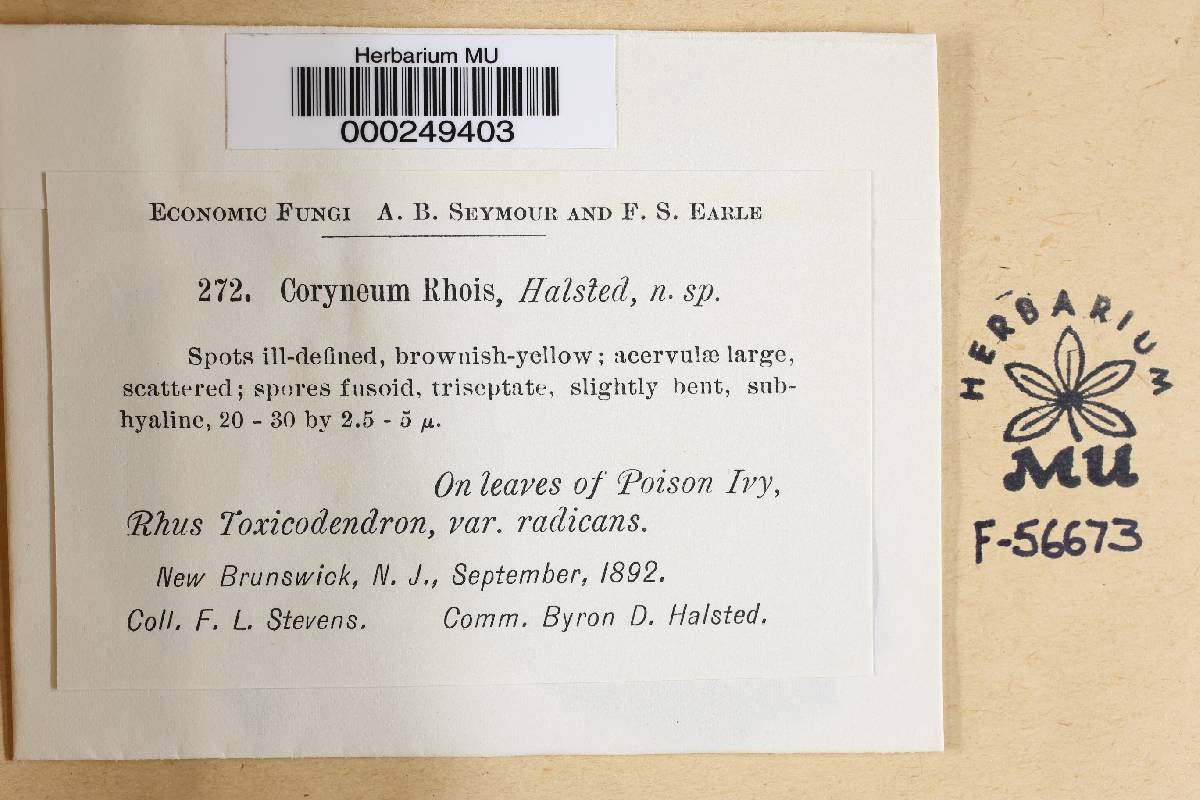 Herbarium MU
000249403
Economic Fungi A. B. Seymour and F. S. Earle
272. Coryneum Rhois, Halsted, n. sp.
Spots ill-defined, brownish-yellow; acervulæ large,
scattered; spores fusoid, triseptate, slightly bent, sub-
hyaline, 20 - 30 by 2.5 - 5 µ.
On leaves of Poison Ivy,
Rhus Toxicodendron, var. radicans.
New Brunswick, N. J., September, 1892.
Coll. F. L. Stevens. Comm. Byron D. Halsted.
HERBARIUM
MU
F-56673